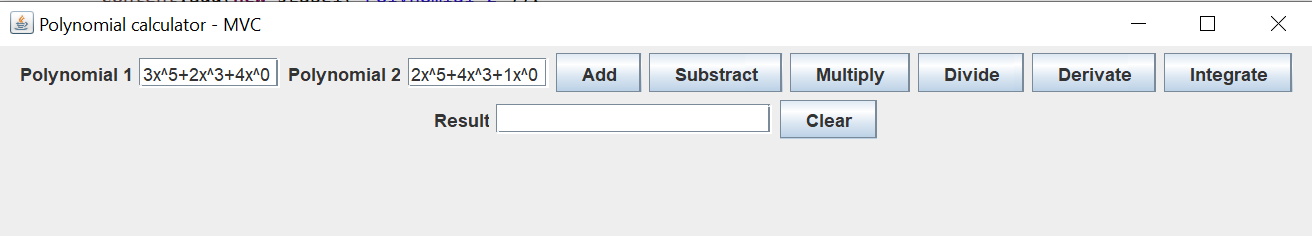 Polynomial calculator - MVC
Polynomial 1 3x^5+2x^3+4x^0 Polynomial 2 2x^5+4x^3+1x^0 Add Substract Multiply Divide Derivate Integrate
Result Clear